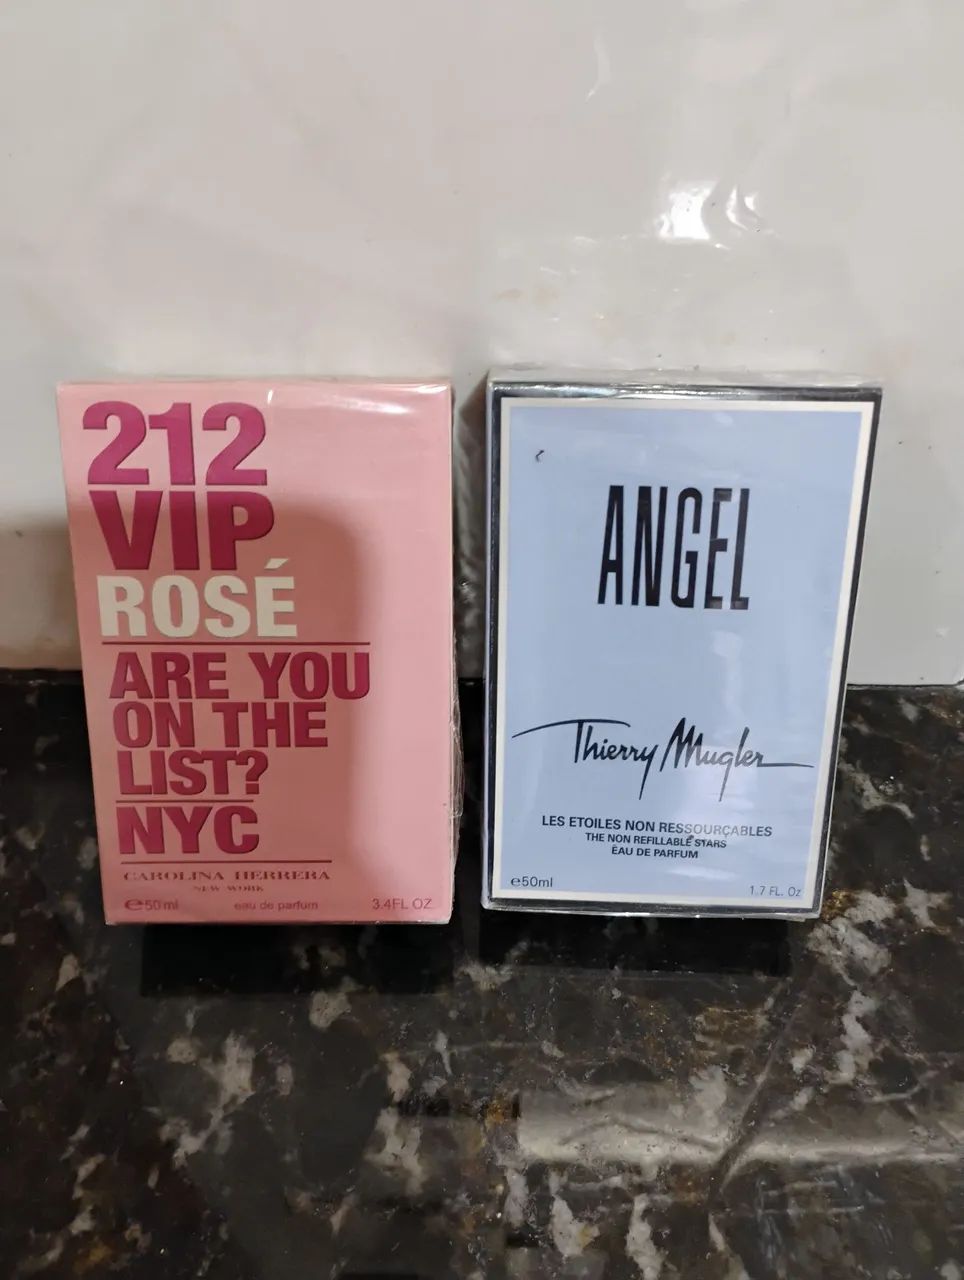 212
VIP
ROSÉ
ARE YOU
ON THE
LIST?
NYC
CAROLINA HERRERA
NEW YORK
℮50 ml eau de parfum 3.4FL OZ
ANGEL
Thierry Mugler
LES ETOILES NON RESSOURÇABLES
THE NON REFILLABLE STARS
EAU DE PARFUM
℮50ml 1.7 FL. Oz